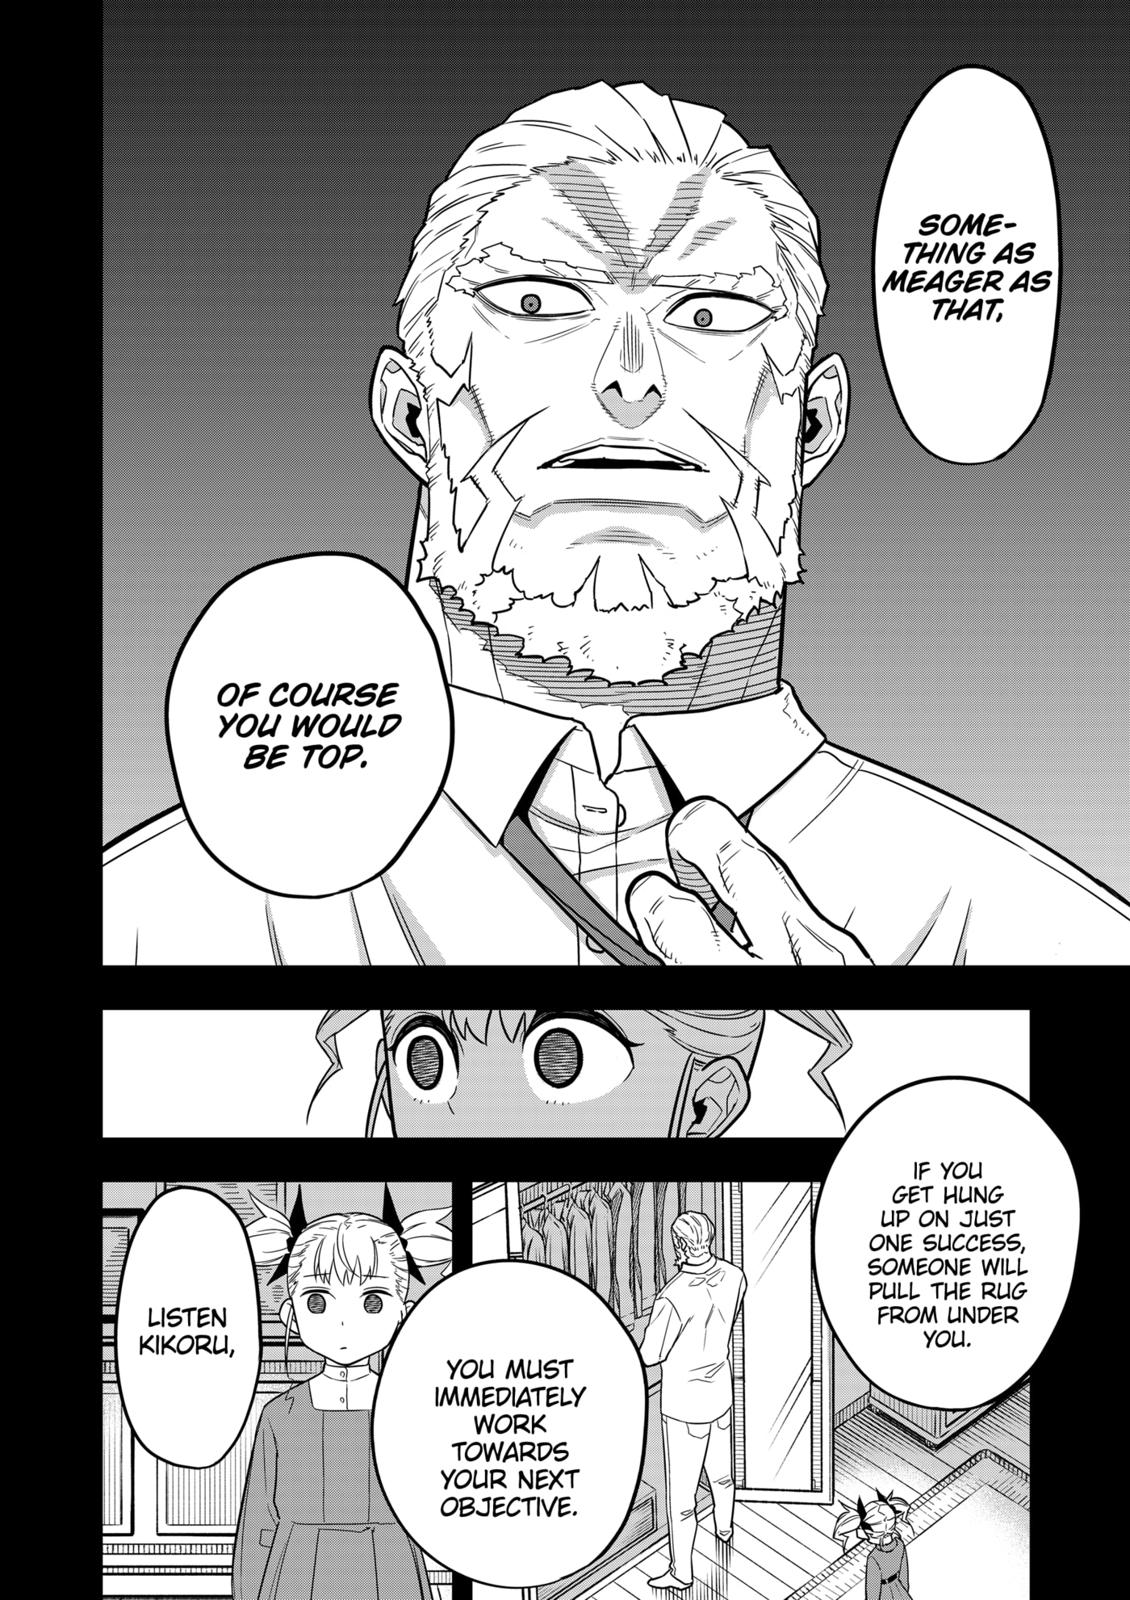 SOME-
THING AS
MEAGER AS
THAT,
OF COURSE
YOU WOULD
BE TOP.
IF YOU
GET HUNG
UP ON JUST
ONE SUCCESS,
SOMEONE WILL
PULL THE RUG
FROM UNDER
YOU.
YOU MUST
IMMEDIATELY
WORK
TOWARDS
YOUR NEXT
OBJECTIVE.
LISTEN
KIKORU,